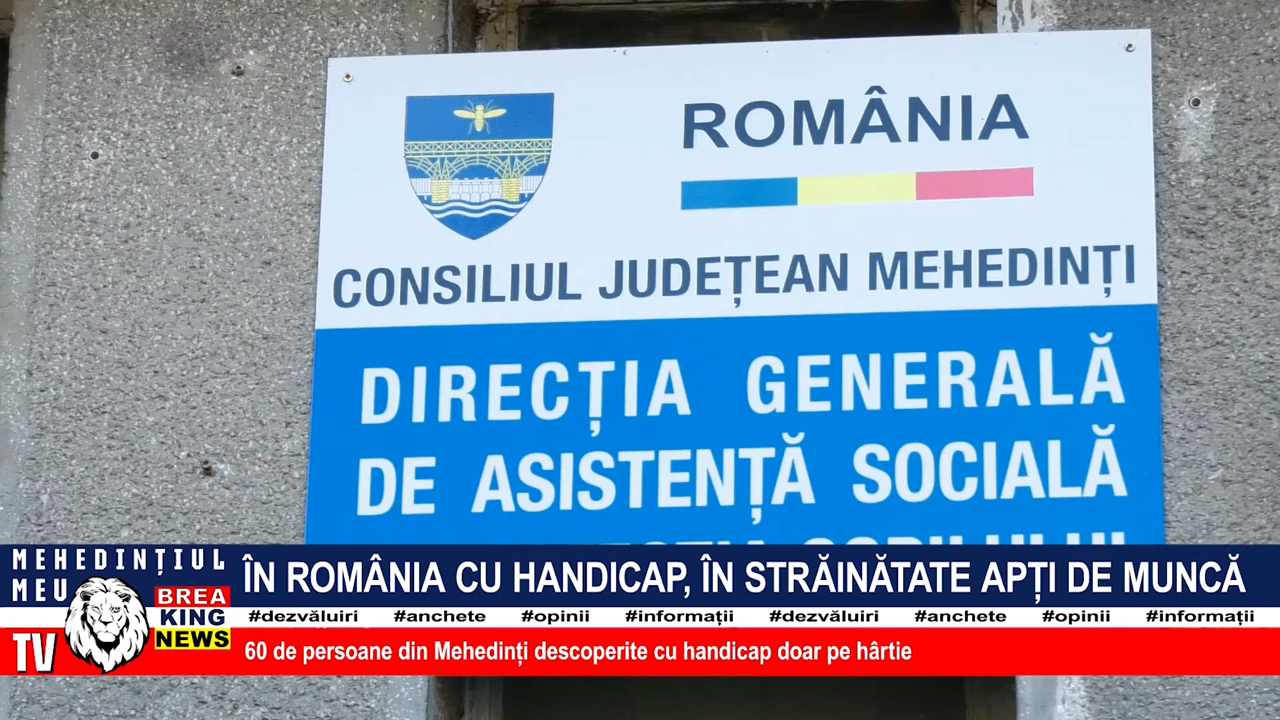 ROMÂNIA
CONSILIUL JUDEȚEAN MEHEDINȚI
DIRECȚIA GENERALĂ
DE ASISTENȚĂ SOCIALĂ
MEHEDINȚIUL
MEU
TV
BREA
KING
NEWS
ÎN ROMÂNIA CU HANDICAP, ÎN STRĂINĂTATE APȚI DE MUNCĂ
#dezvăluiri #anchete #opinii #informații #dezvăluiri #anchete #opinii #informații
60 de persoane din Mehedinți descoperite cu handicap doar pe hârtie